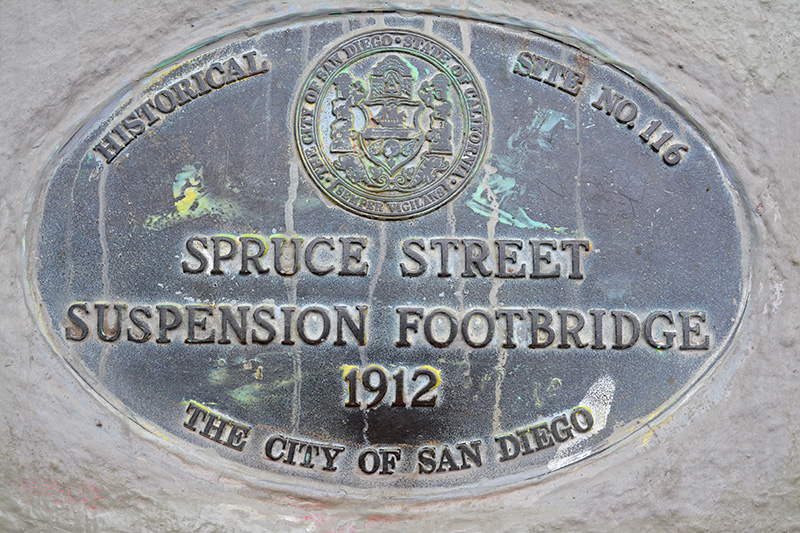 HISTORICAL SITE NO. 116
THE CITY OF SAN DIEGO • STATE OF CALIFORNIA
SEMPER VIGILANS
SPRUCE STREET
SUSPENSION FOOTBRIDGE
1912
THE CITY OF SAN DIEGO